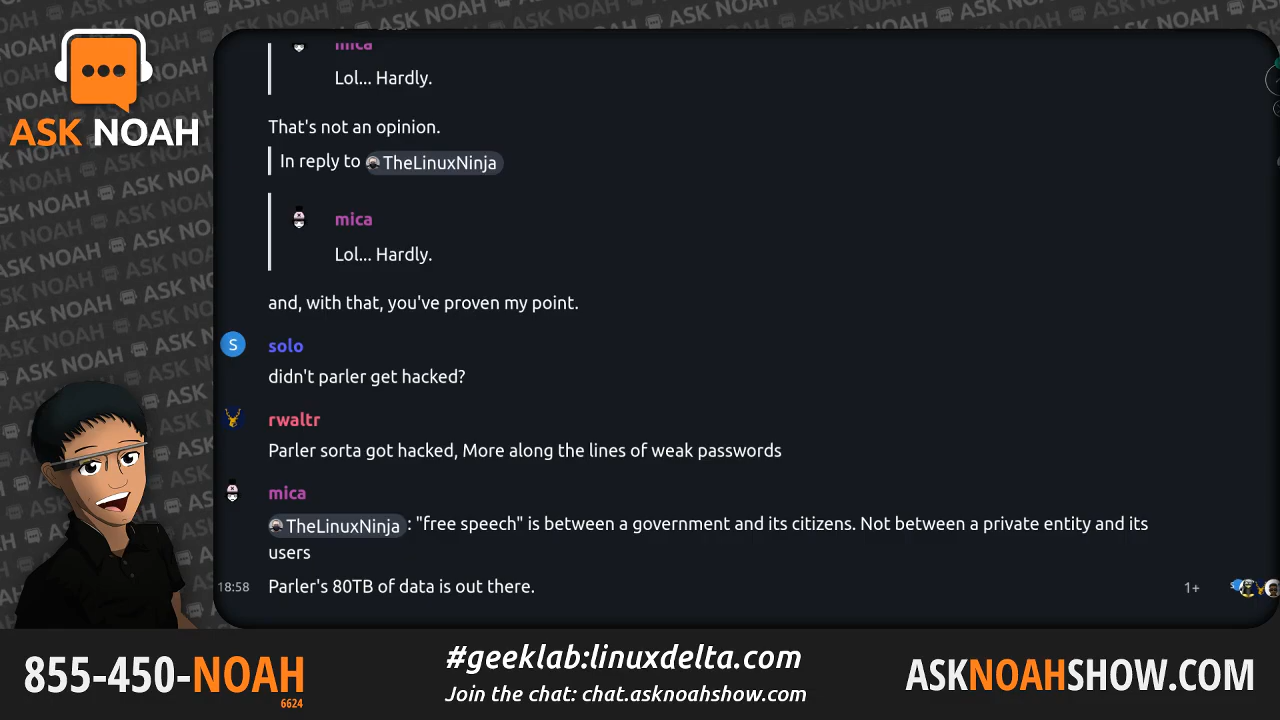 mica
Lol... Hardly.
That's not an opinion.
In reply to TheLinuxNinja
mica
Lol... Hardly.
and, with that, you've proven my point.
S
solo
didn't parler get hacked?
rwaltr
Parler sorta got hacked, More along the lines of weak passwords
mica
TheLinuxNinja: "free speech" is between a government and its citizens. Not between a private entity and its
users
18:58 Parler's 80TB of data is out there. 1+
ASK NOAH
855-450-NOAH
6624
#geeklab:linuxdelta.com
Join the chat: chat.asknoahshow.com
ASKNOAHSHOW.COM